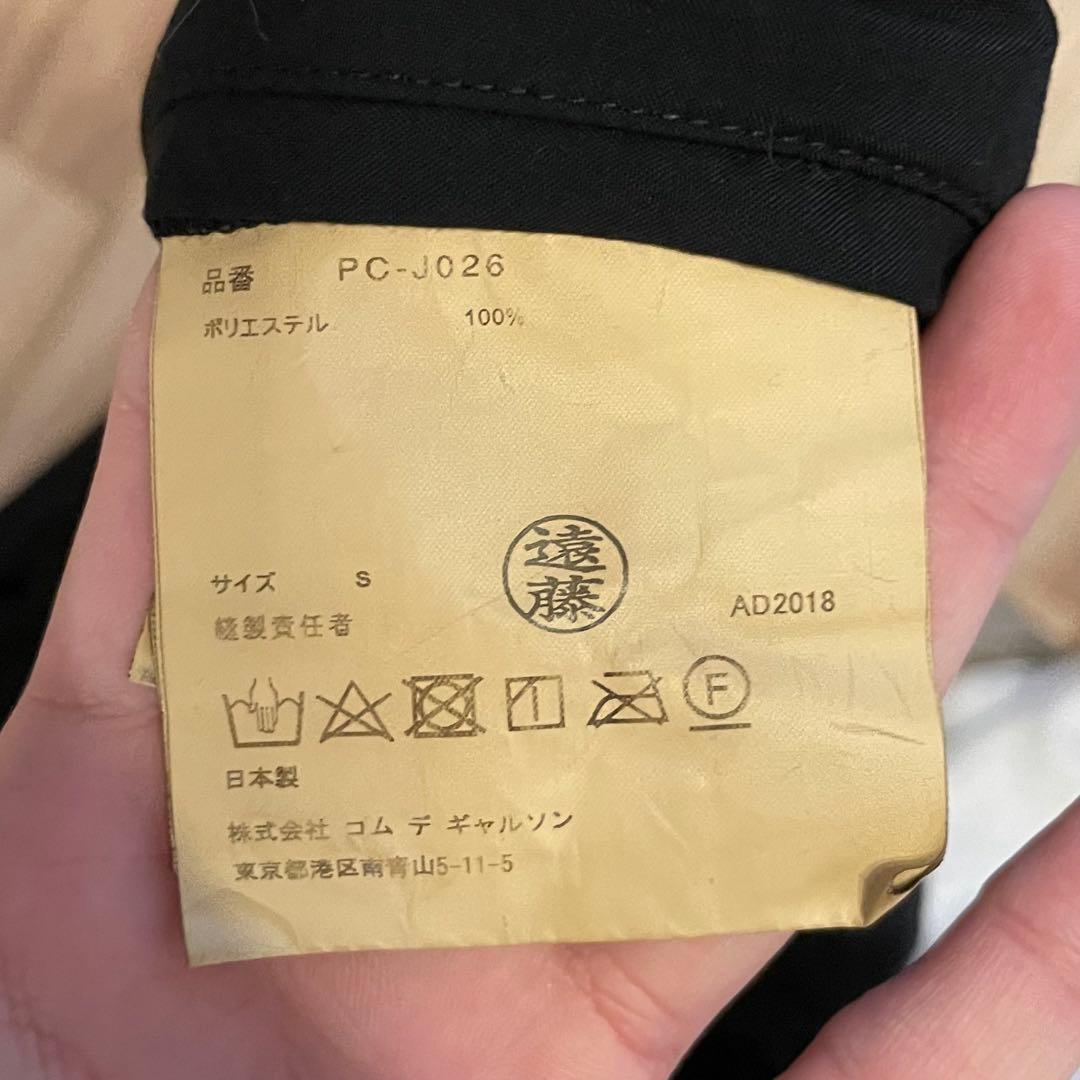 品番 PC-J026
ポリエステル 100%
遠藤
サイズ S
AD2018
縫製責任者
F
日本製
株式会社 コム デ ギャルソン
東京都港区南青山5-11-5